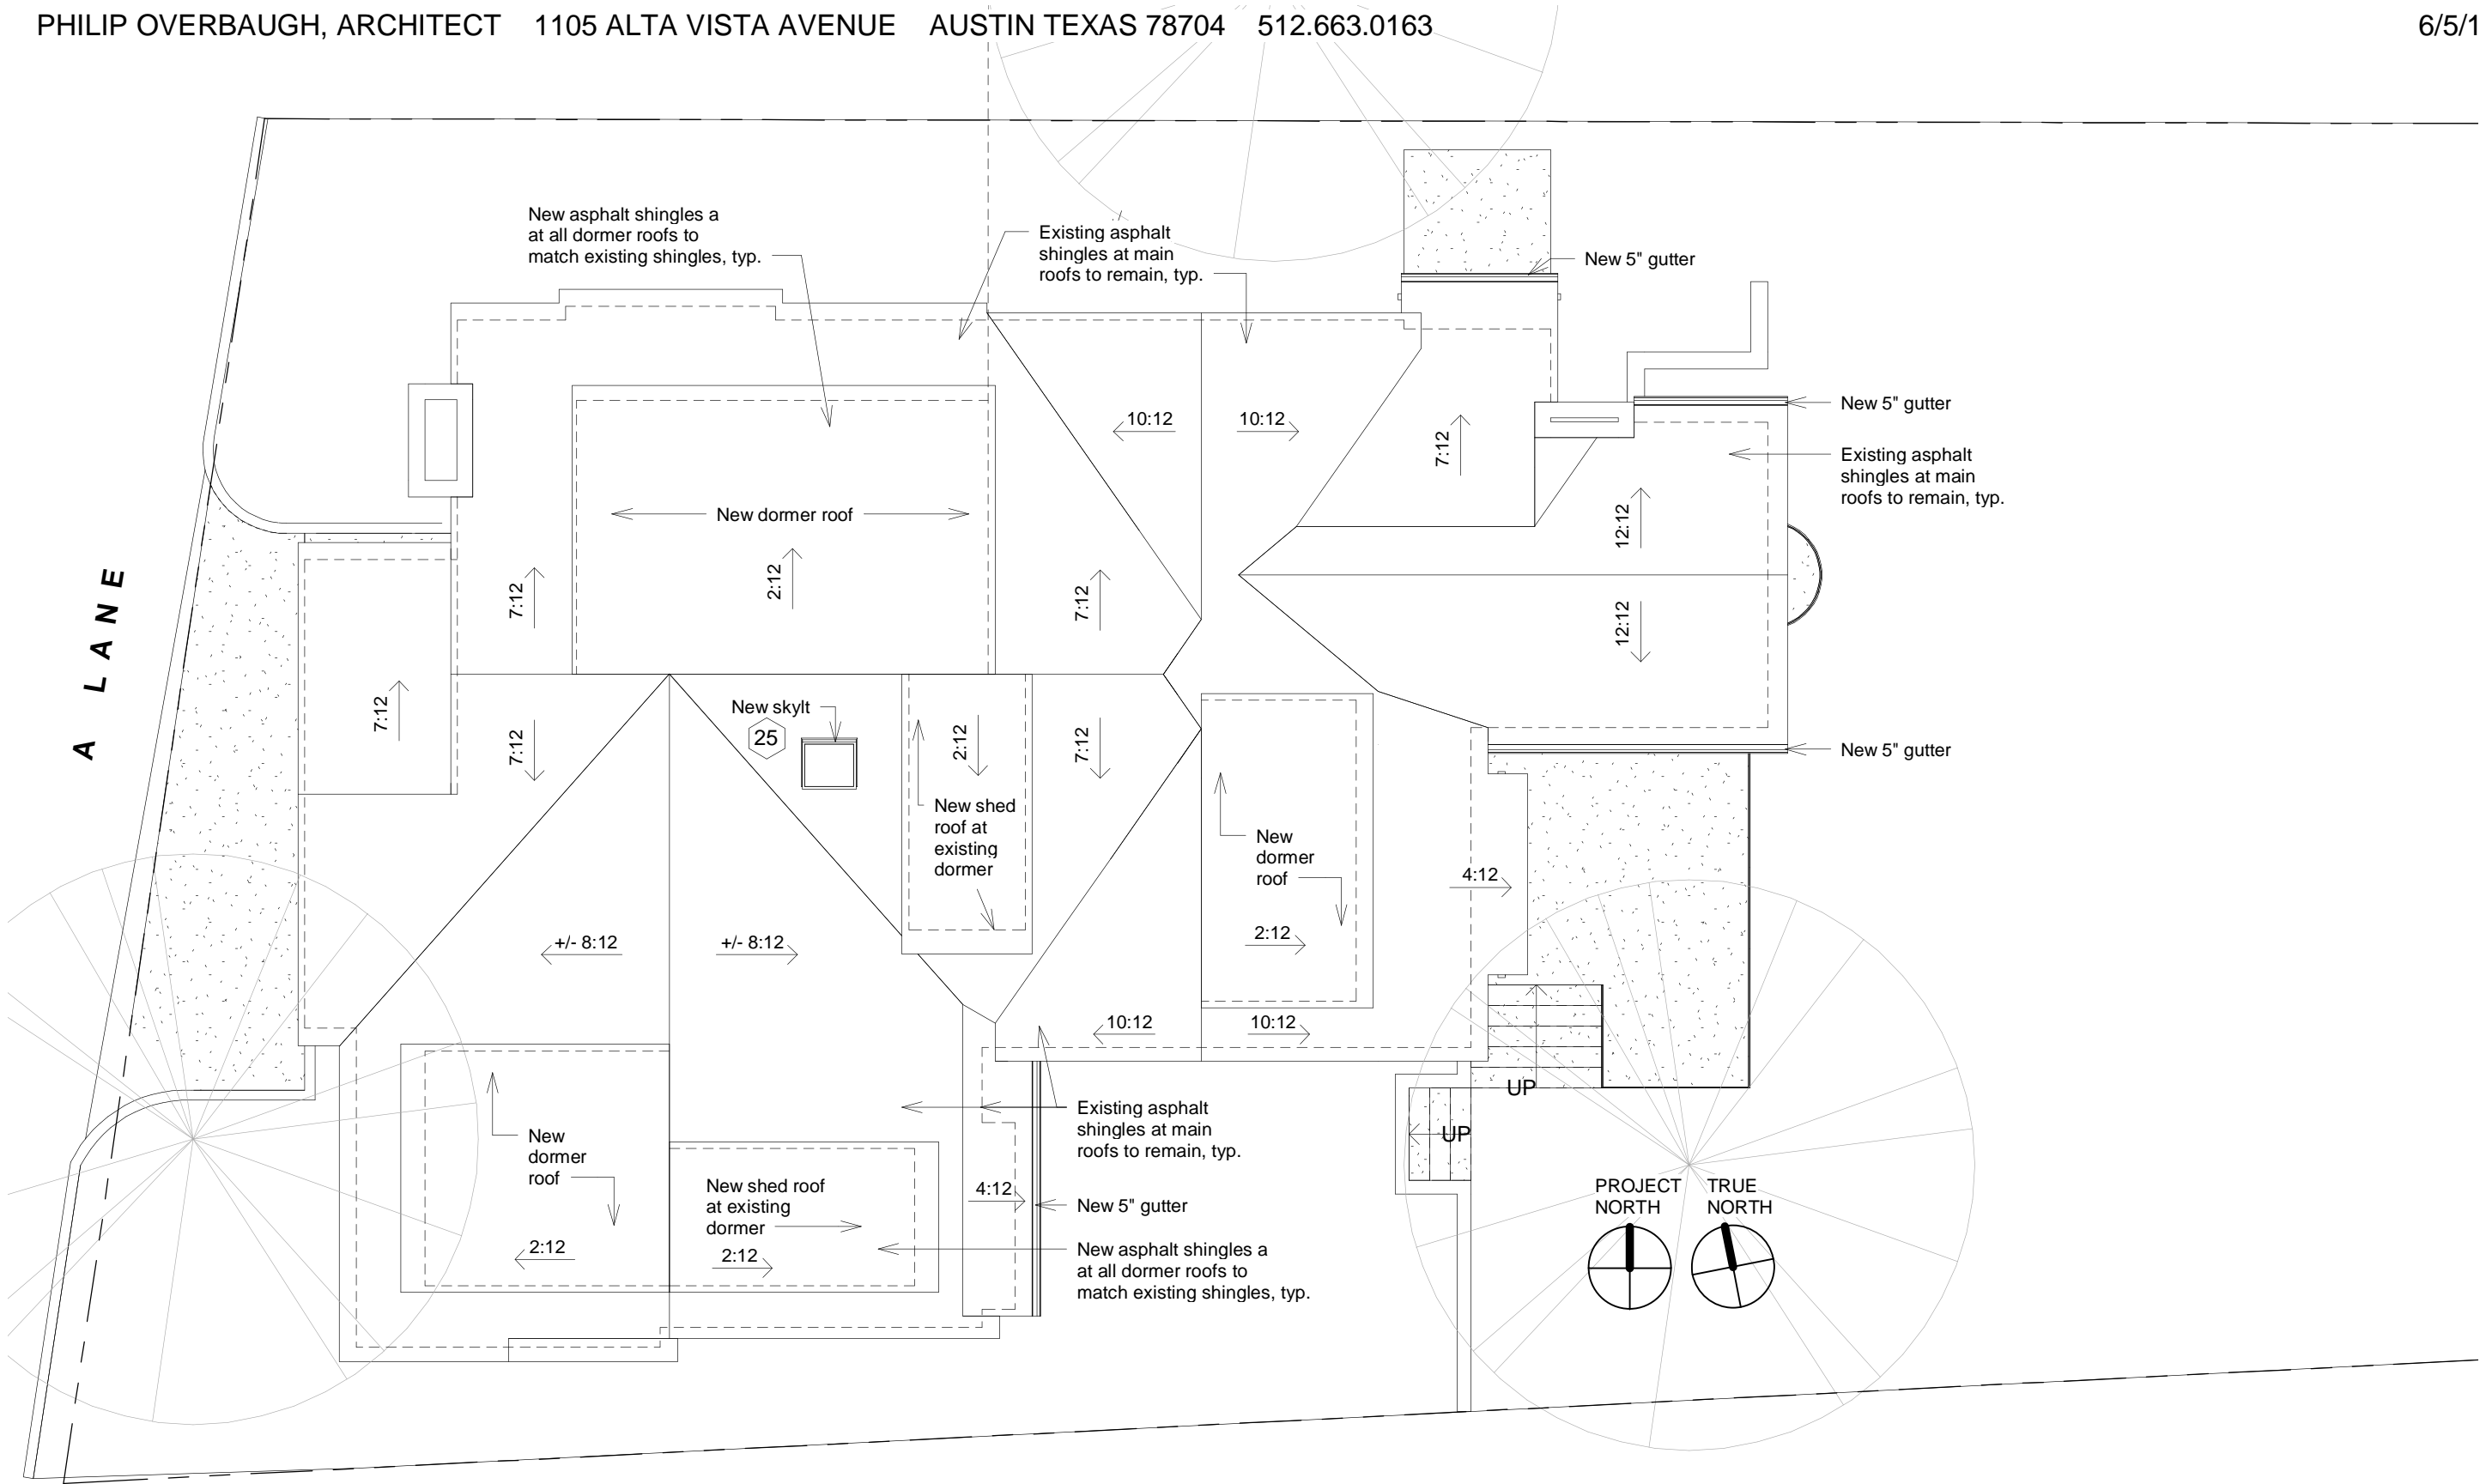 PHILIP OVERBAUGH, ARCHITECT 1105 ALTA VISTA AVENUE AUSTIN TEXAS 78704 512.663.0163
6/5/1
New asphalt shingles a
at all dormer roofs to
match existing shingles, typ.
Existing asphalt
shingles at main
roofs to remain, typ.
New 5" gutter
New 5" gutter
Existing asphalt
shingles at main
roofs to remain, typ.
10:12
10:12
7:12
12:12
12:12
New dormer roof
2:12
7:12
7:12
A LANE
7:12
7:12
New skylt
25
2:12
7:12
New shed
roof at
existing
dormer
New 5" gutter
New
dormer
roof
4:12
2:12
+/- 8:12
+/- 8:12
10:12
10:12
UP
UP
New
dormer
roof
2:12
New shed roof
at existing
dormer
2:12
4:12
Existing asphalt
shingles at main
roofs to remain, typ.
New 5" gutter
New asphalt shingles a
at all dormer roofs to
match existing shingles, typ.
PROJECT
NORTH
TRUE
NORTH